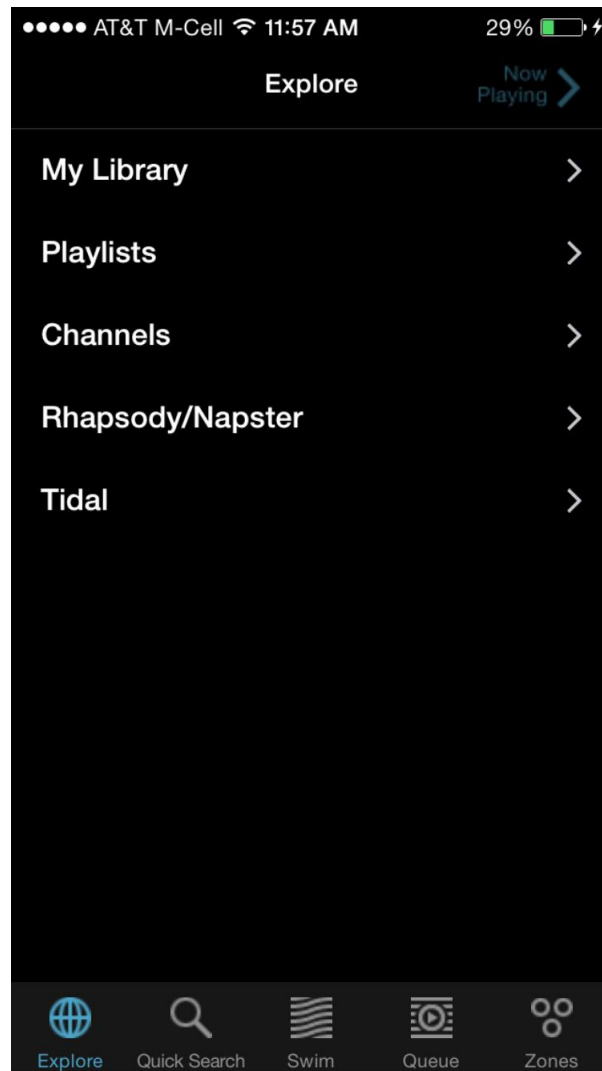 AT&T M-Cell 11:57 AM 29%
Explore
Now
Playing
My Library
Playlists
Channels
Rhapsody/Napster
Tidal
Explore Quick Search Swim Queue Zones